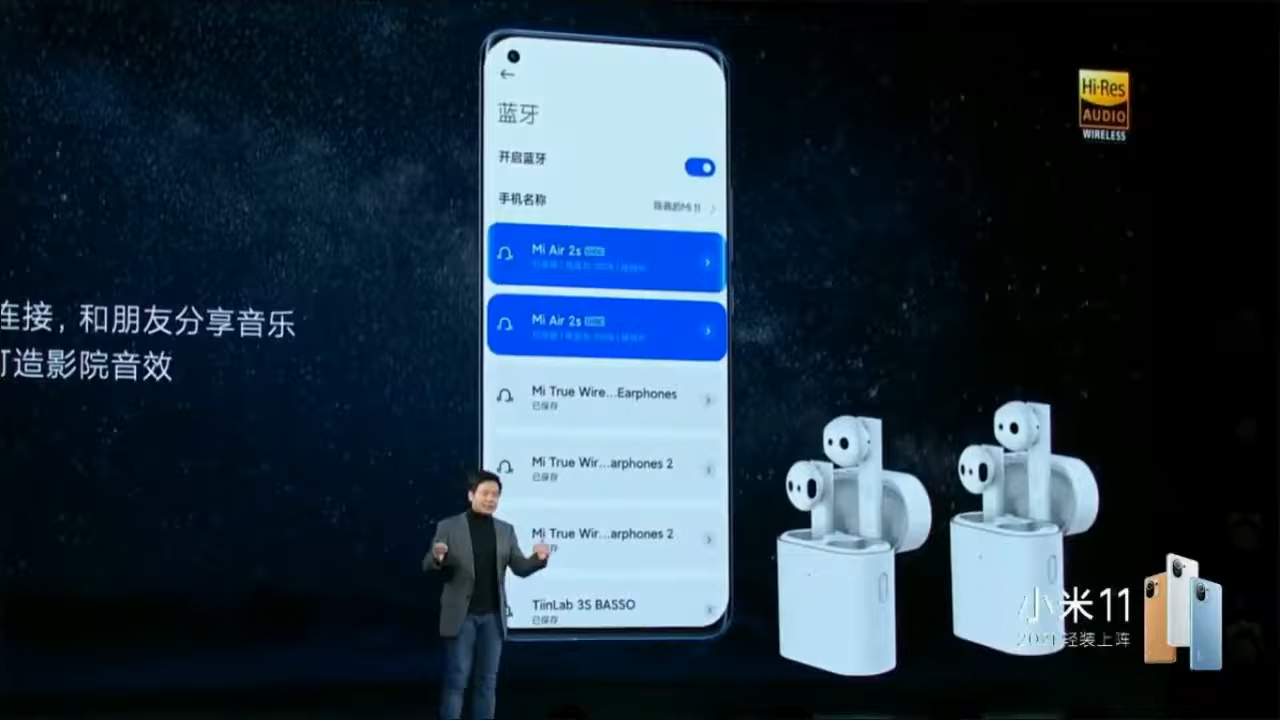 连接，和朋友分享音乐
打造影院音效
蓝牙
开启蓝牙
手机名称
Mi 11
Mi Air 2s
Mi Air 2s
Mi True Wire...Earphones
已保存
Mi True Wir...arphones 2
已保存
Mi True Wir...arphones 2
TiinLab 3S BASSO
已保存
Hi-Res
AUDIO
WIRELESS
小米11
2021轻装上阵